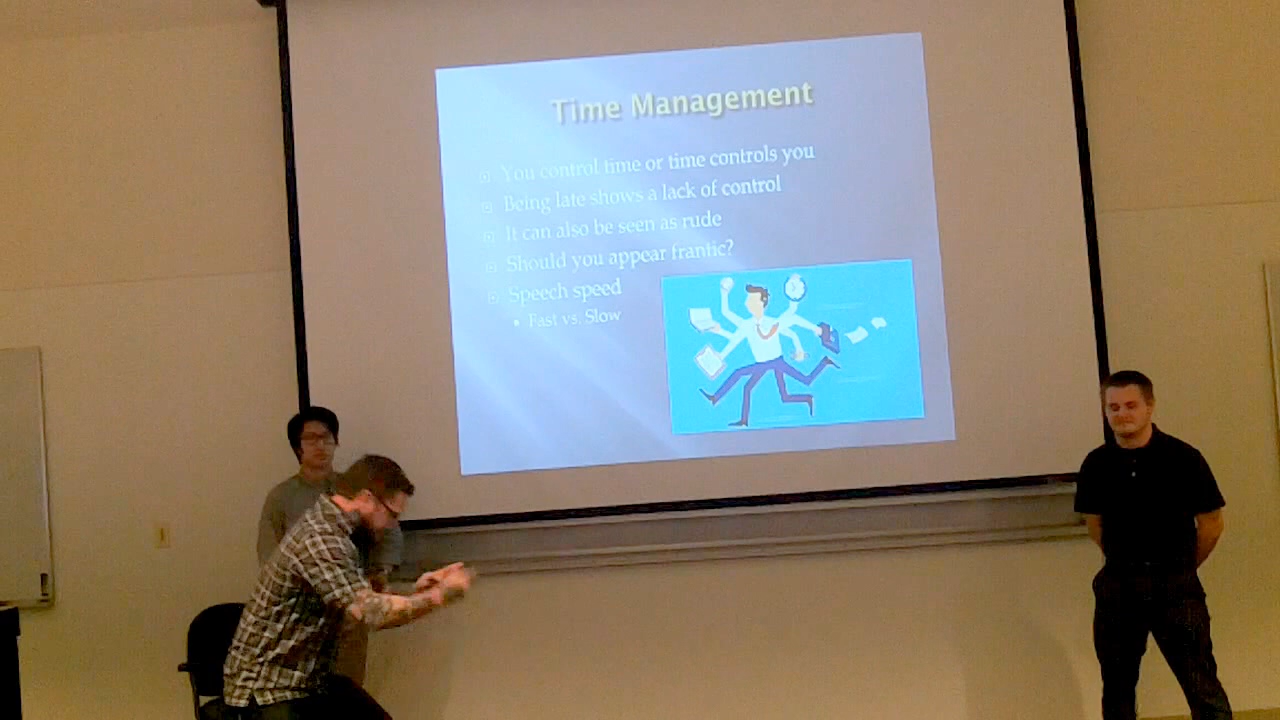 Time Management
You control time or time controls you
Being late shows a lack of control
It can also be seen as rude
Should you appear frantic?
Speech speed
• Fast vs. Slow